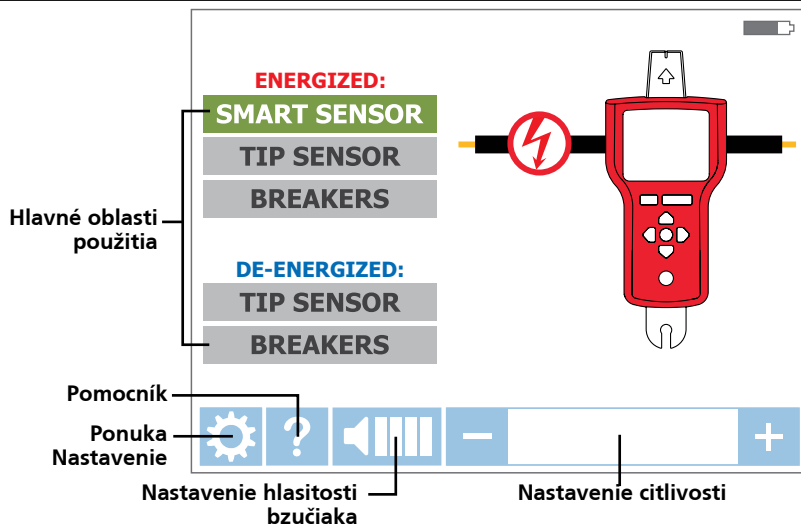 ENERGIZED:
SMART SENSOR
TIP SENSOR
BREAKERS
Hlavné oblasti
použitia
DE-ENERGIZED:
TIP SENSOR
BREAKERS
Pomocník
Ponuka
Nastavenie
?
Nastavenie hlasitosti
bzučiaka
Nastavenie citlivosti